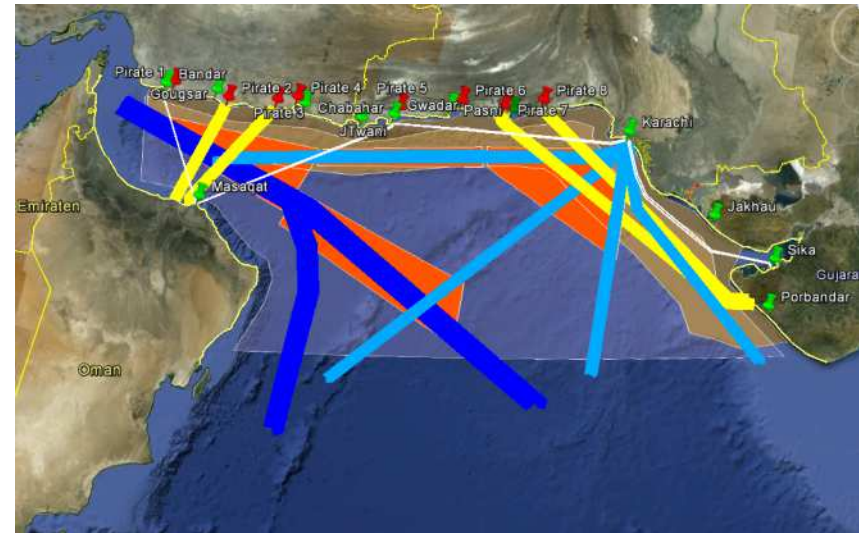 Pirate 1
Bandar
Gougsar
Pirate 2
Pirate 4
Pirate 5
Pirate 6
Pirate 8
Pirate 3
Chabahar
Gwadar
Pasni
Pirate 7
JTwani
Karachi
Masaqat
Emiraten
Jakhau
Sika
Gujara
Porbandar
Oman